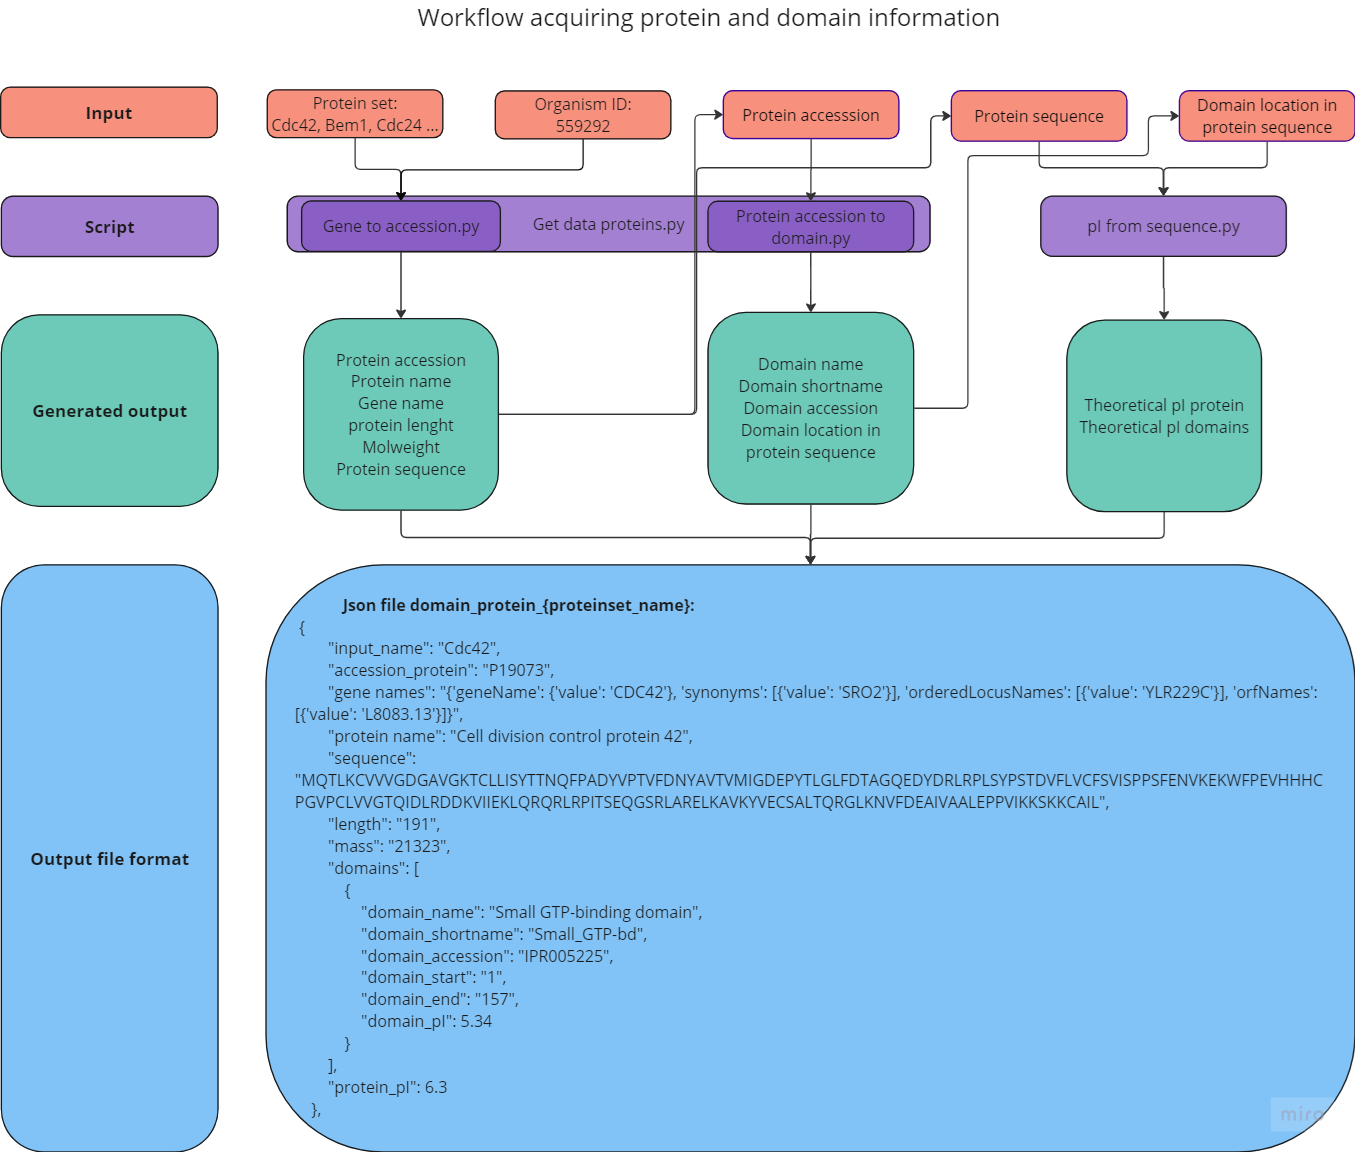 Workflow acquiring protein and domain information
Input
Protein set:
Cdc42, Bem1, Cdc24 ...
Organism ID:
559292
Protein accesssion
Protein sequence
Domain location in
protein sequence
Script
Gene to accession.py
Get data proteins.py
Protein accession to
domain.py
pI from sequence.py
Generated output
Protein accession
Protein name
Gene name
protein lenght
Molweight
Protein sequence
Domain name
Domain shortname
Domain accession
Domain location in
protein sequence
Theoretical pI protein
Theoretical pI domains
Output file format
Json file domain_protein_{proteinset_name}:
{
"input_name": "Cdc42",
"accession_protein": "P19073",
"gene names": "{'geneName': {'value': 'CDC42'}, 'synonyms': [{'value': 'SRO2'}], 'orderedLocusNames': [{'value': 'YLR229C'}], 'orfNames':
[{'value': 'L8083.13'}]}",
"protein name": "Cell division control protein 42",
"sequence":
"MQTLKCVVVGDGAVGKTCLLISYTTNQFPADYVPTVFDNYAVTVMIGDEPYTLGLFDTAGQEDYDRLRPLSYPSTDVFLVCFSVISPPSFENVKEKWFPEVHHHC
PGVPCLVVGTQIDLRDDKVIIEKLQRQRLRPITSEQGSRLARELKAVKYVECSALTQRGLKNVFDEAIVAALEPPVIKKSKKCAIL",
"length": "191",
"mass": "21323",
"domains": [
{
"domain_name": "Small GTP-binding domain",
"domain_shortname": "Small_GTP-bd",
"domain_accession": "IPR005225",
"domain_start": "1",
"domain_end": "157",
"domain_pI": 5.34
}
],
"protein_pI": 6.3
},
miro